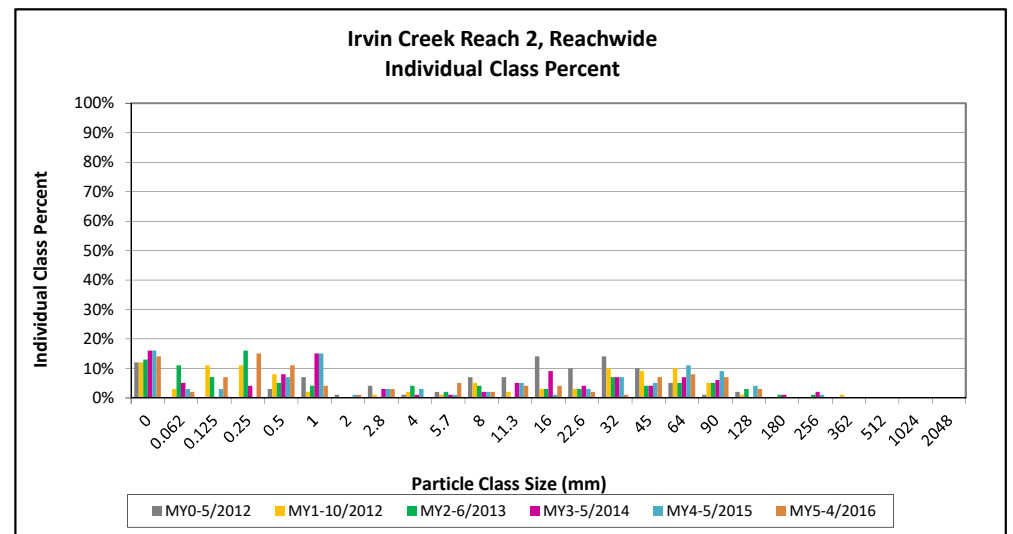 Irvin Creek Reach 2, Reachwide
Individual Class Percent
100%
90%
80%
70%
60%
50%
40%
30%
20%
10%
0%
Individual Class Percent
0 0.062 0.125 0.25 0.5 1 2 2.8 4 5.7 8 11.3 16 22.6 32 45 64 90 128 180 256 362 512 1024 2048
Particle Class Size (mm)
MY0-5/2012 MY1-10/2012 MY2-6/2013 MY3-5/2014 MY4-5/2015 MY5-4/2016